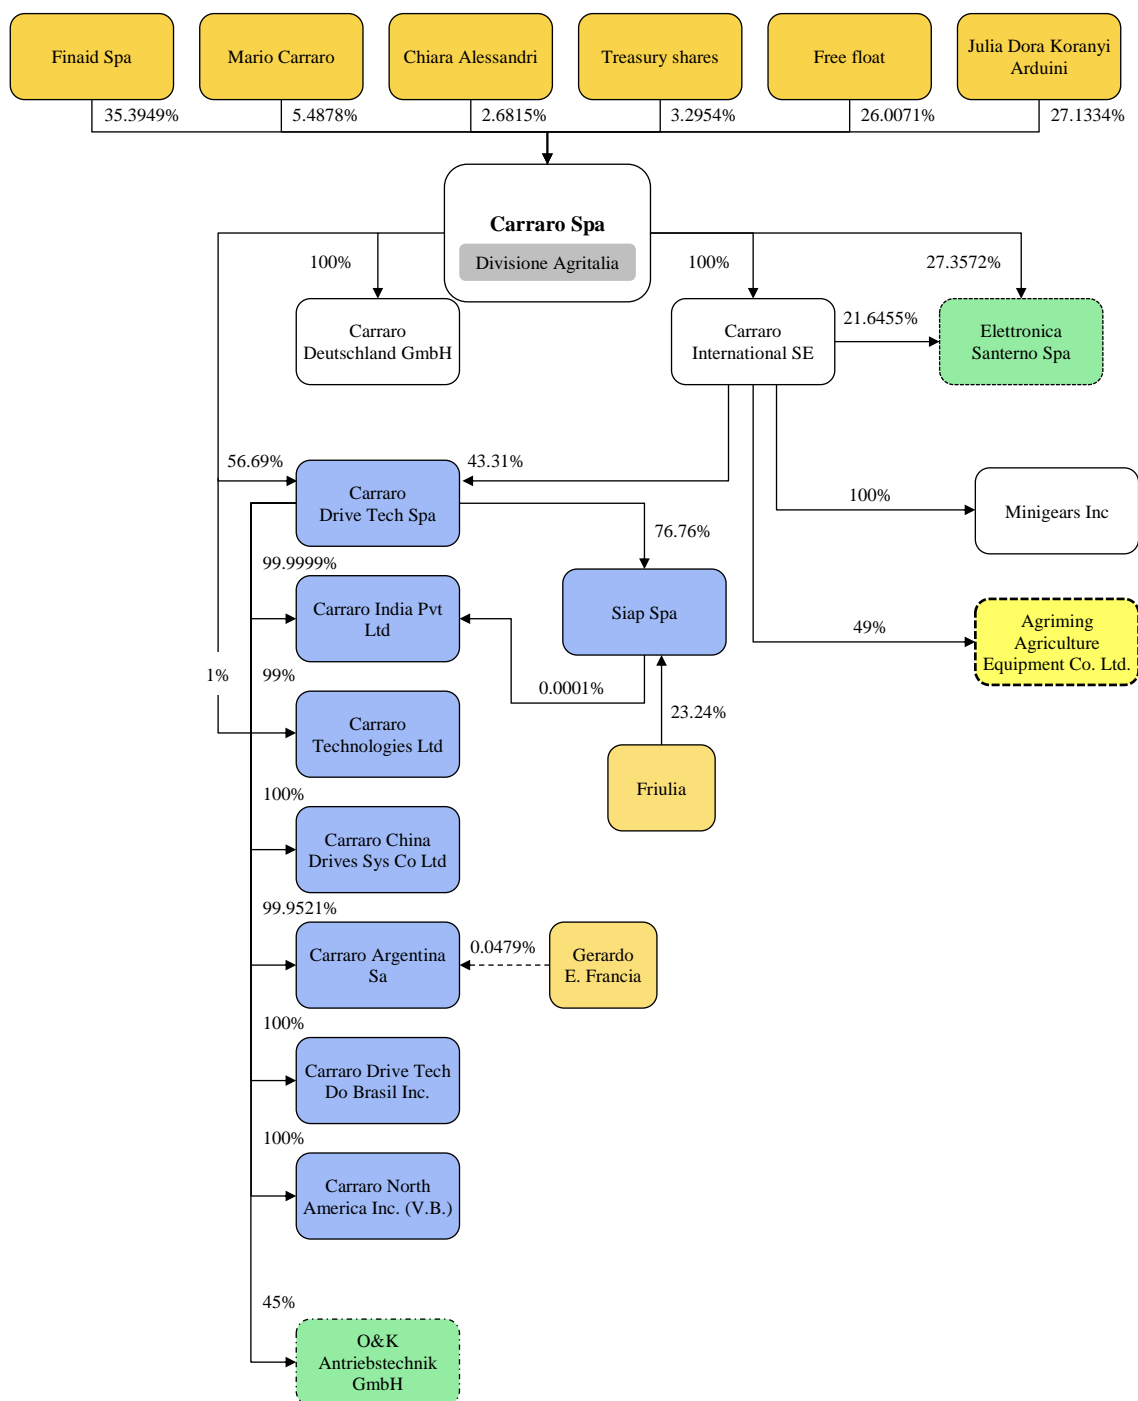 Finaid Spa
Mario Carraro
Chiara Alessandri
Treasury shares
Free float
Julia Dora Koranyi
Arduini
35.3949%
5.4878%
2.6815%
3.2954%
26.0071%
27.1334%
Carraro Spa
Divisione Agritalia
100%
100%
27.3572%
Carraro
Deutschland GmbH
Carraro
International SE
21.6455%
Elettronica
Santerno Spa
56.69%
43.31%
Carraro
Drive Tech Spa
76.76%
100%
Minigears Inc
99.9999%
Carraro India Pvt
Ltd
Siap Spa
49%
Agriming
Agriculture
Equipment Co. Ltd.
1%
99%
0.0001%
23.24%
Carraro
Technologies Ltd
Friulia
100%
Carraro China
Drives Sys Co Ltd
99.9521%
Carraro Argentina
Sa
0.0479%
Gerardo
E. Francia
100%
Carraro Drive Tech
Do Brasil Inc.
100%
Carraro North
America Inc. (V.B.)
45%
O&K
Antriebstechnik
GmbH